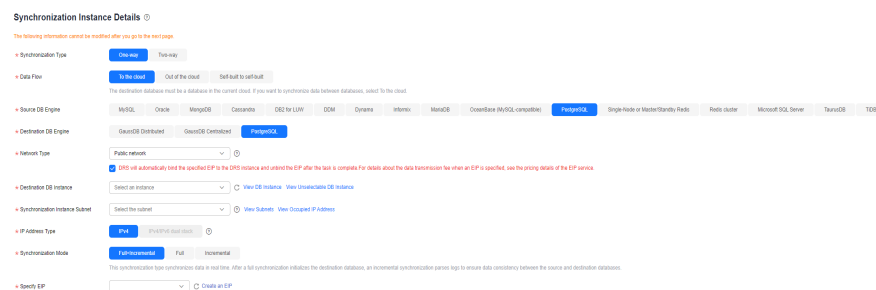 Synchronization Instance Details
The following information cannot be modified after you go to the next page.
* Synchronization Type One-way Two-way
* Data Flow To the cloud Out of the cloud Self-built to self-built
The destination database must be a database in the current cloud. If you want to synchronize data between databases, select To the cloud.
* Source DB Engine MySQL Oracle MongoDB Cassandra DB2 for LUW DDM Dynamo Informix MariaDB OceanBase (MySQL-compatible) PostgreSQL Single-Node or Master/Standby Redis Redis cluster Microsoft SQL Server TaurusDB TiDB
* Destination DB Engine GaussDB Distributed GaussDB Centralized PostgreSQL
* Network Type Public network
DRS will automatically bind the specified EIP to the DRS instance and unbind the EIP after the task is complete.For details about the data transmission fee when an EIP is specified, see the pricing details of the EIP service.
* Destination DB Instance Select an instance View DB Instance View Unselectable DB Instance
* Synchronization Instance Subnet Select the subnet View Subnets View Occupied IP Address
* IP Address Type IPv4 IPv4/IPv6 dual stack
* Synchronization Mode Full+Incremental Full Incremental
This synchronization type synchronizes data in real time. After a full synchronization initializes the destination database, an incremental synchronization parses logs to ensure data consistency between the source and destination databases.
* Specify EIP Create an EIP